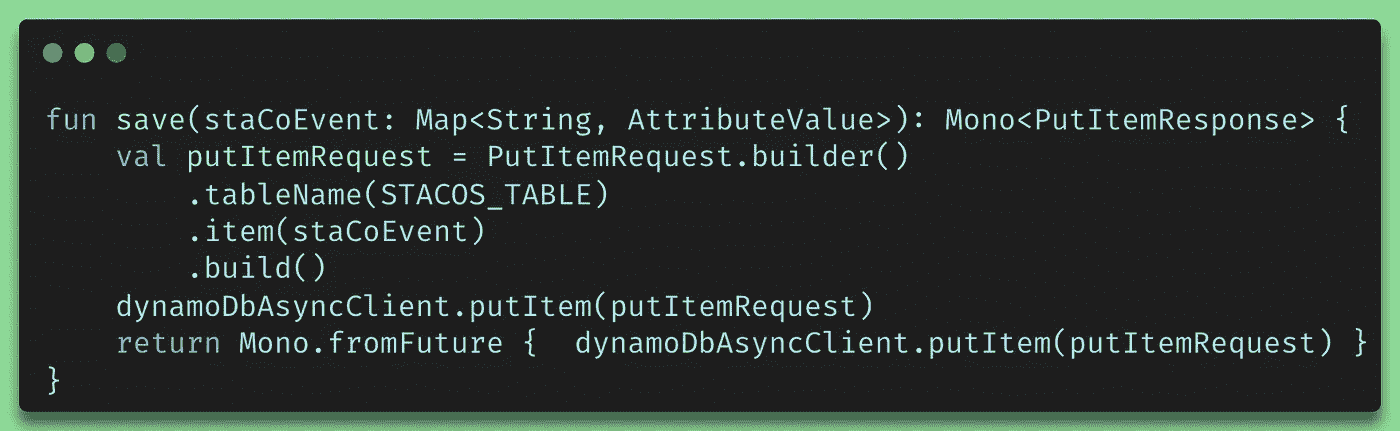 fun save(staCoEvent: Map<String, AttributeValue>): Mono<PutItemResponse> {
    val putItemRequest = PutItemRequest.builder()
        .tableName(STACOS_TABLE)
        .item(staCoEvent)
        .build()
    dynamoDbAsyncClient.putItem(putItemRequest)
    return Mono.fromFuture {  dynamoDbAsyncClient.putItem(putItemRequest) }
}